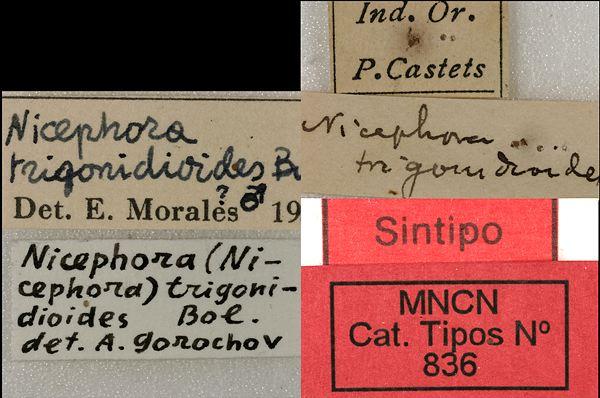 Nicephora
trigonidioides B
Det. E. Morales ? ♂ 19
Nicephora (Ni-
cephora) trigoni-
dioides Bol.
det. A. Gorochov
Ind. Or.
P. Castets
Nicephora
trigonidioide
Sintipo
MNCN
Cat. Tipos Nº
836